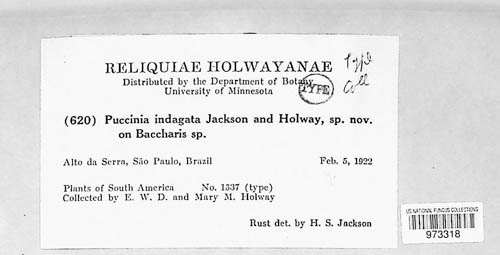 RELIQUIAE HOLWAYANAE
Distributed by the Department of Botany
University of Minnesota
TYPE
Type
Coll
(620) Puccinia indagata Jackson and Holway, sp. nov.
on Baccharis sp.
Alto da Serra, São Paulo, Brazil Feb. 5, 1922
Plants of South America No. 1537 (type)
Collected by E. W. D. and Mary M. Holway
Rust det. by H. S. Jackson
US NATIONAL FUNGUS COLLECTIONS
973318